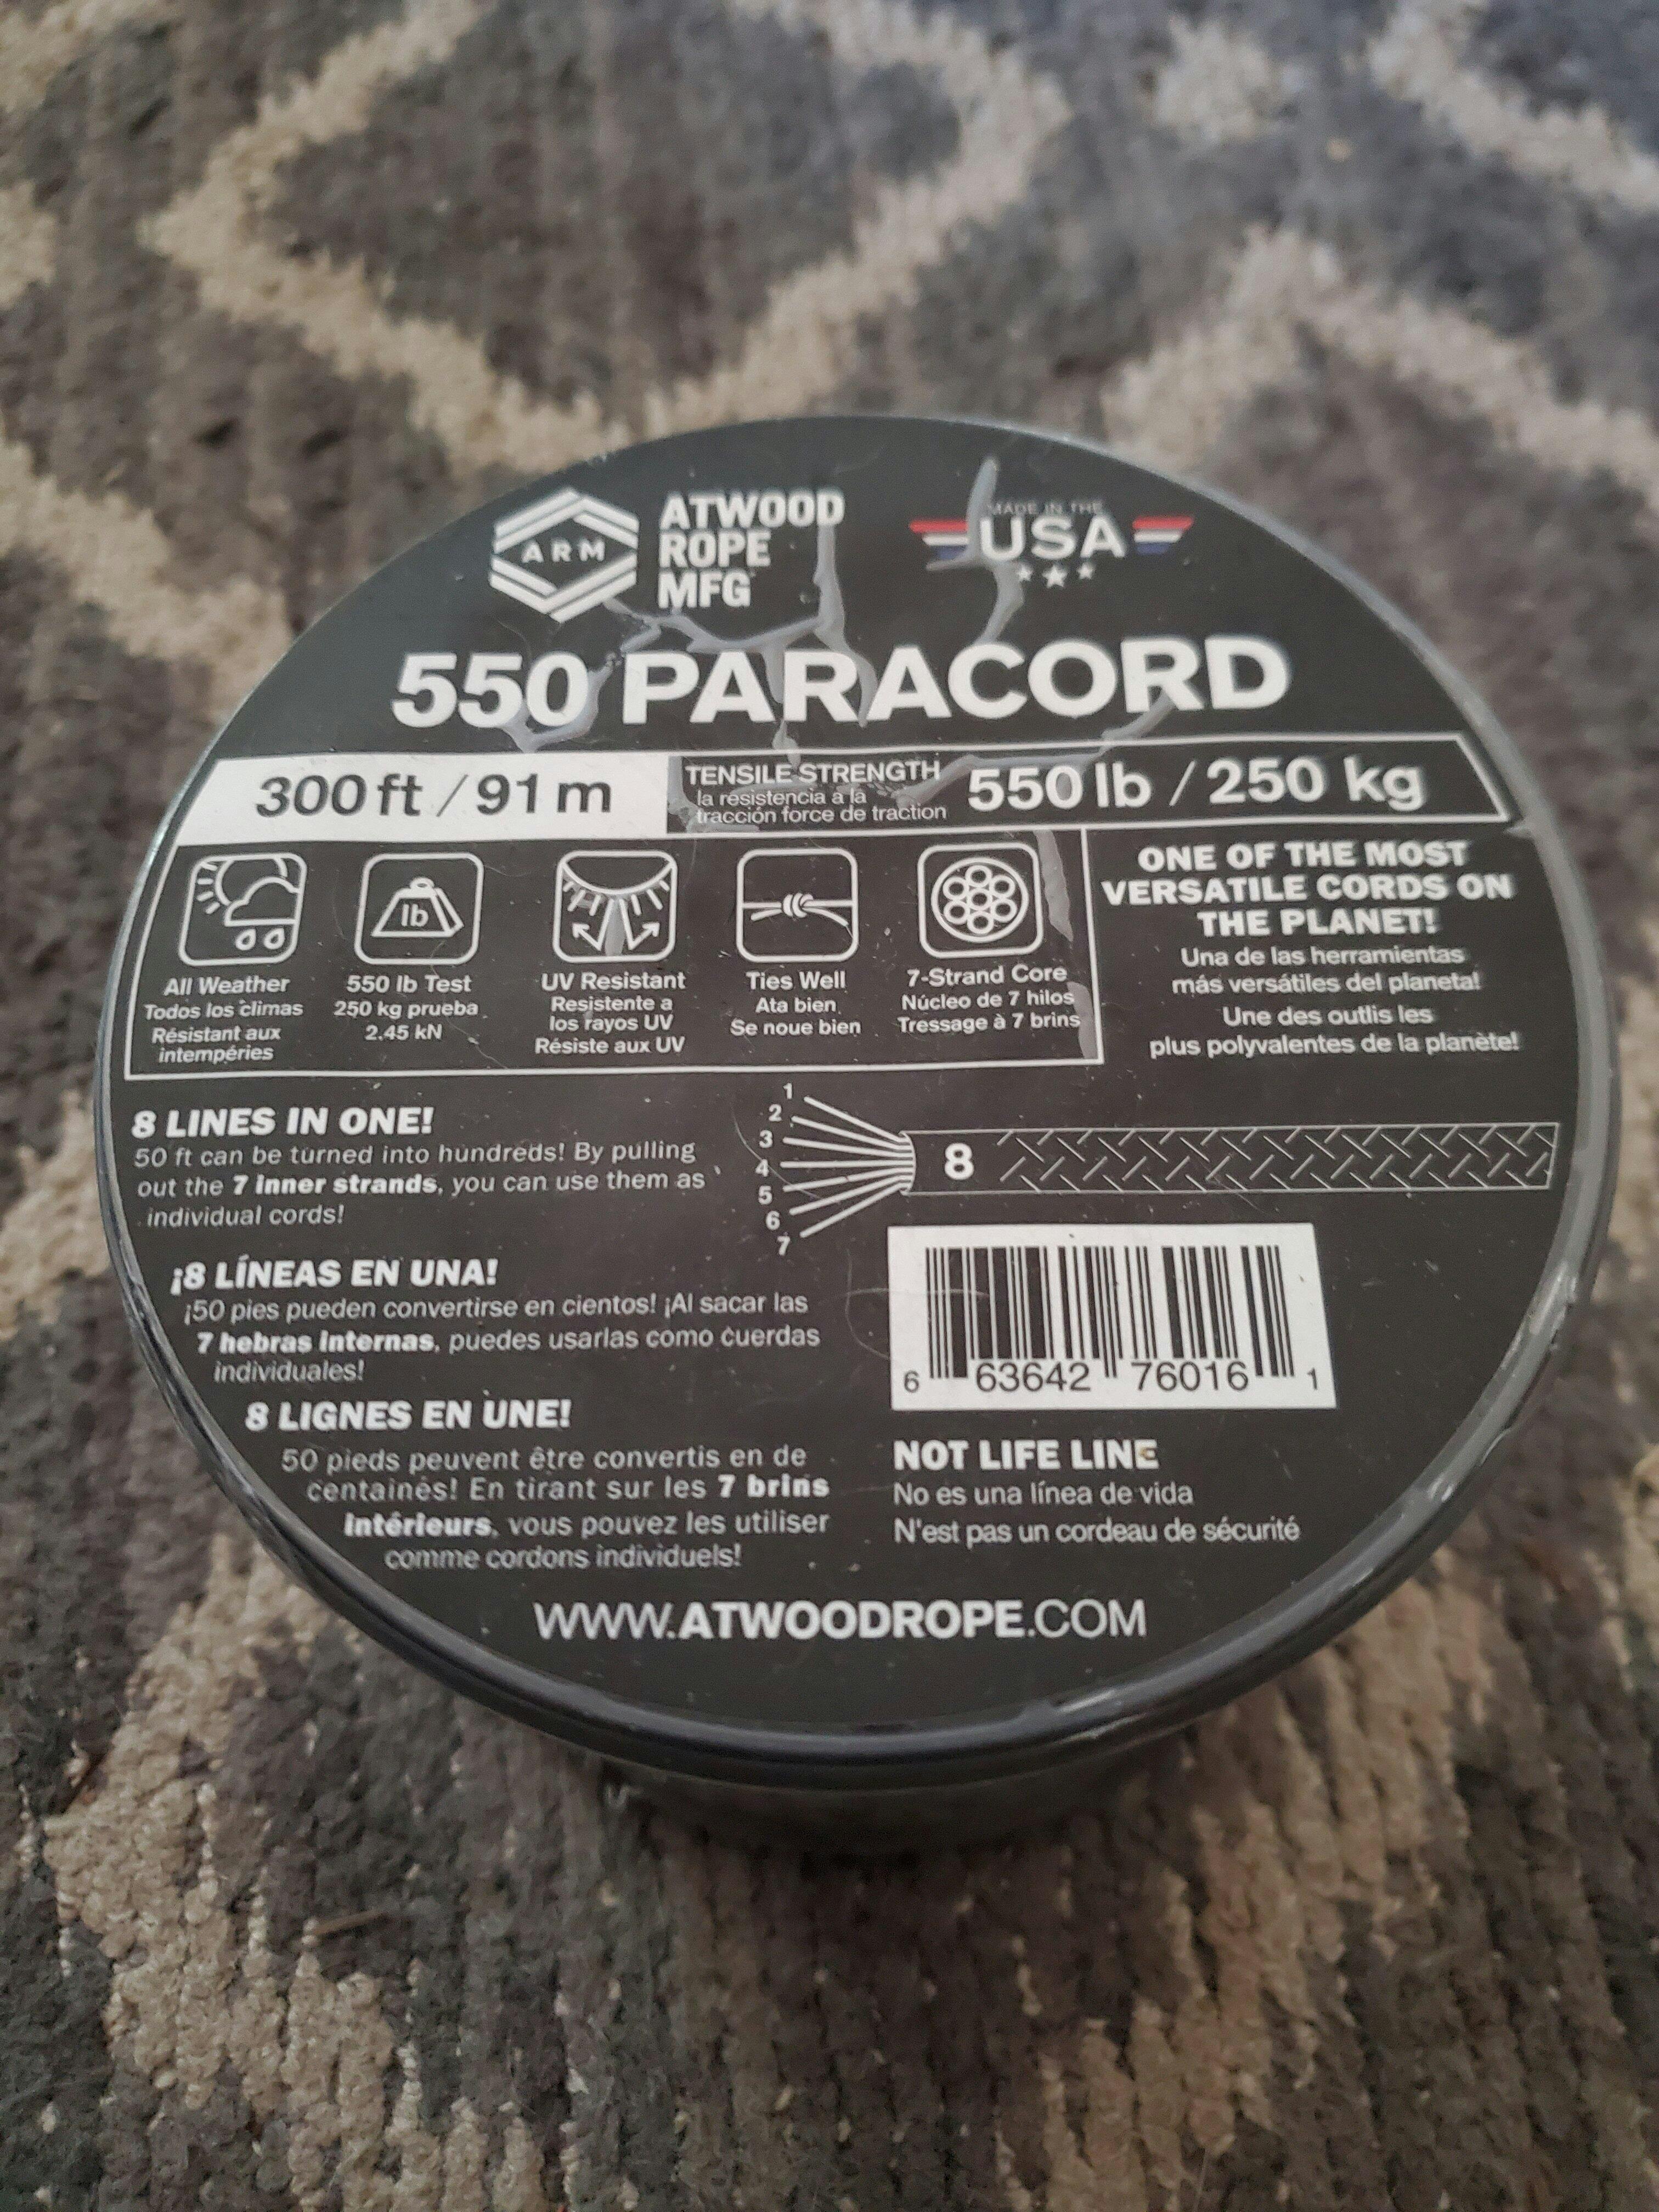 ARM
ATWOOD
ROPE
MFG
MADE IN THE
USA
550 PARACORD
300 ft / 91 m
TENSILE STRENGTH
la resistencia a la
tracción force de traction
550 lb / 250 kg
lb
All Weather
Todos los climas
Résistant aux
intempéries
550 lb Test
250 kg prueba
2.45 kN
UV Resistant
Resistente a
los rayos UV
Résiste aux UV
Ties Well
Ata bien
Se noue bien
7-Strand Core
Núcleo de 7 hilos
Tressage à 7 brins
ONE OF THE MOST
VERSATILE CORDS ON
THE PLANET!
Una de las herramientas
más versátiles del planeta!
Une des outlis les
plus polyvalentes de la planète!
8 LINES IN ONE!
50 ft can be turned into hundreds! By pulling
out the 7 inner strands, you can use them as
individual cords!
1
2
3
4
5
6
7
8
¡8 LÍNEAS EN UNA!
¡50 pies pueden convertirse en cientos! ¡Al sacar las
7 hebras internas, puedes usarlas como cuerdas
individuales!
8 LIGNES EN UNE!
50 pieds peuvent être convertis en de
centaines! En tirant sur les 7 brins
intérieurs, vous pouvez les utiliser
comme cordons individuels!
6 63642 76016 1
NOT LIFE LINE
No es una línea de vida
N'est pas un cordeau de sécurité
WWW.ATWOODROPE.COM